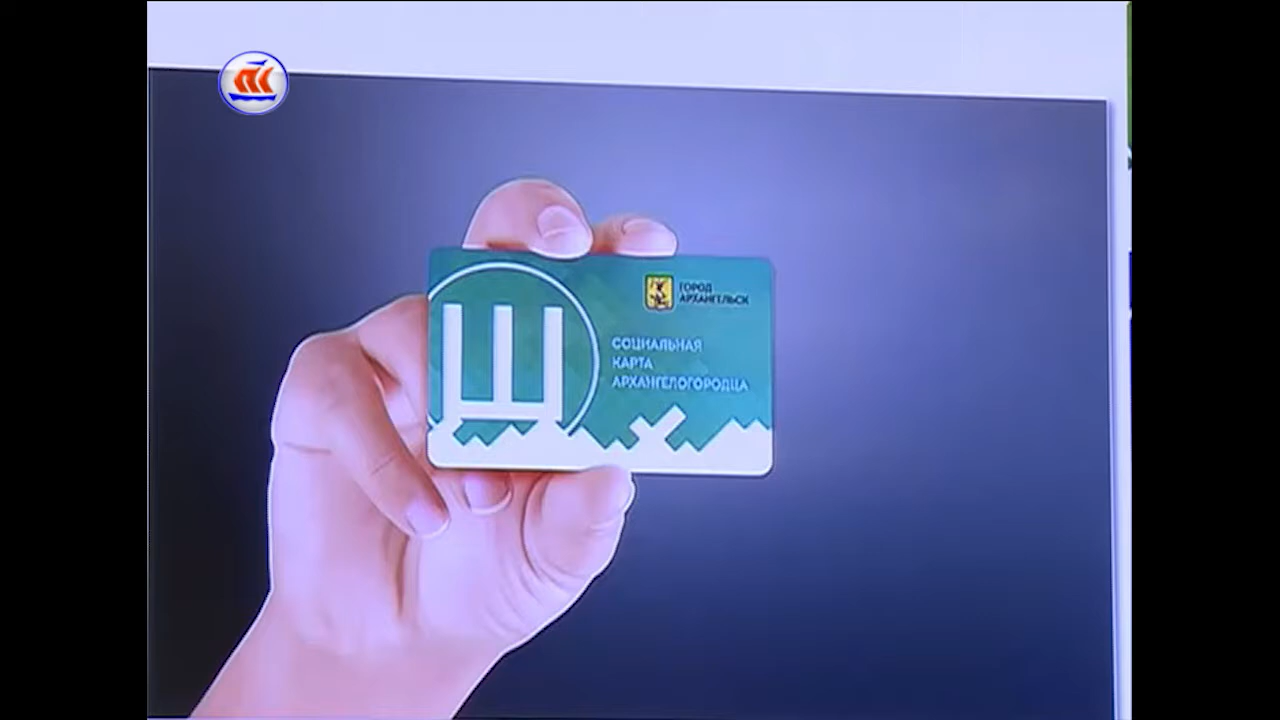 ГОРОД
АРХАНГЕЛЬСК
СОЦИАЛЬНАЯ
КАРТА
АРХАНГЕЛОГОРОДЦА
Щ